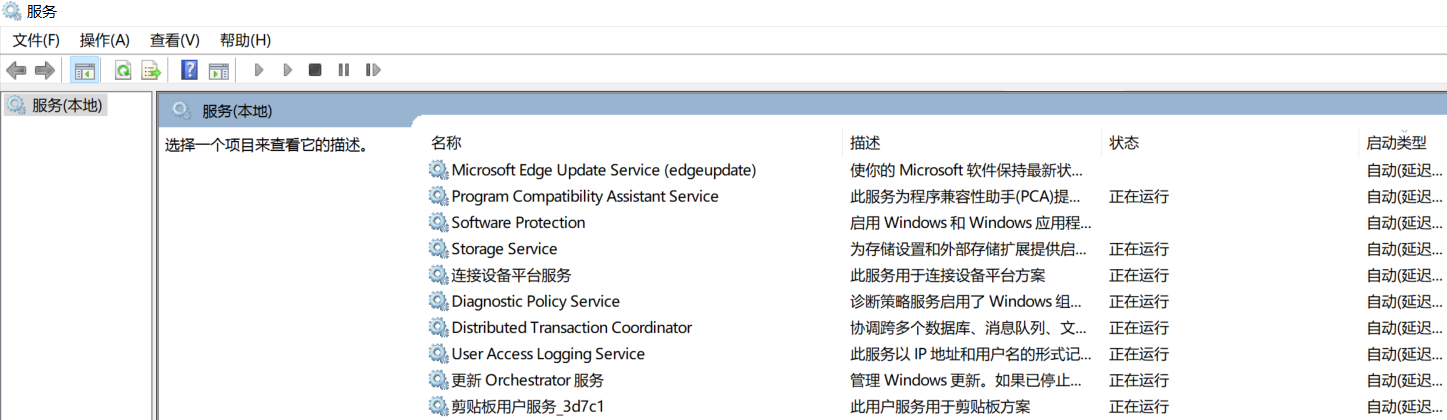 服务
文件(F) 操作(A) 查看(V) 帮助(H)
服务(本地)
服务(本地)
选择一个项目来查看它的描述。
名称 描述 状态 启动类型
Microsoft Edge Update Service (edgeupdate) 使你的 Microsoft 软件保持最新状... 自动(延迟...
Program Compatibility Assistant Service 此服务为程序兼容性助手(PCA)提... 正在运行 自动(延迟...
Software Protection 启用 Windows 和 Windows 应用程... 自动(延迟...
Storage Service 为存储设置和外部存储扩展提供启... 正在运行 自动(延迟...
连接设备平台服务 此服务用于连接设备平台方案 正在运行 自动(延迟...
Diagnostic Policy Service 诊断策略服务启用了 Windows 组... 正在运行 自动(延迟...
Distributed Transaction Coordinator 协调跨多个数据库、消息队列、文... 正在运行 自动(延迟...
User Access Logging Service 此服务以 IP 地址和用户名的形式记... 正在运行 自动(延迟...
更新 Orchestrator 服务 管理 Windows 更新。如果已停止... 正在运行 自动(延迟...
剪贴板用户服务_3d7c1 此用户服务用于剪贴板方案 正在运行 自动(延迟...